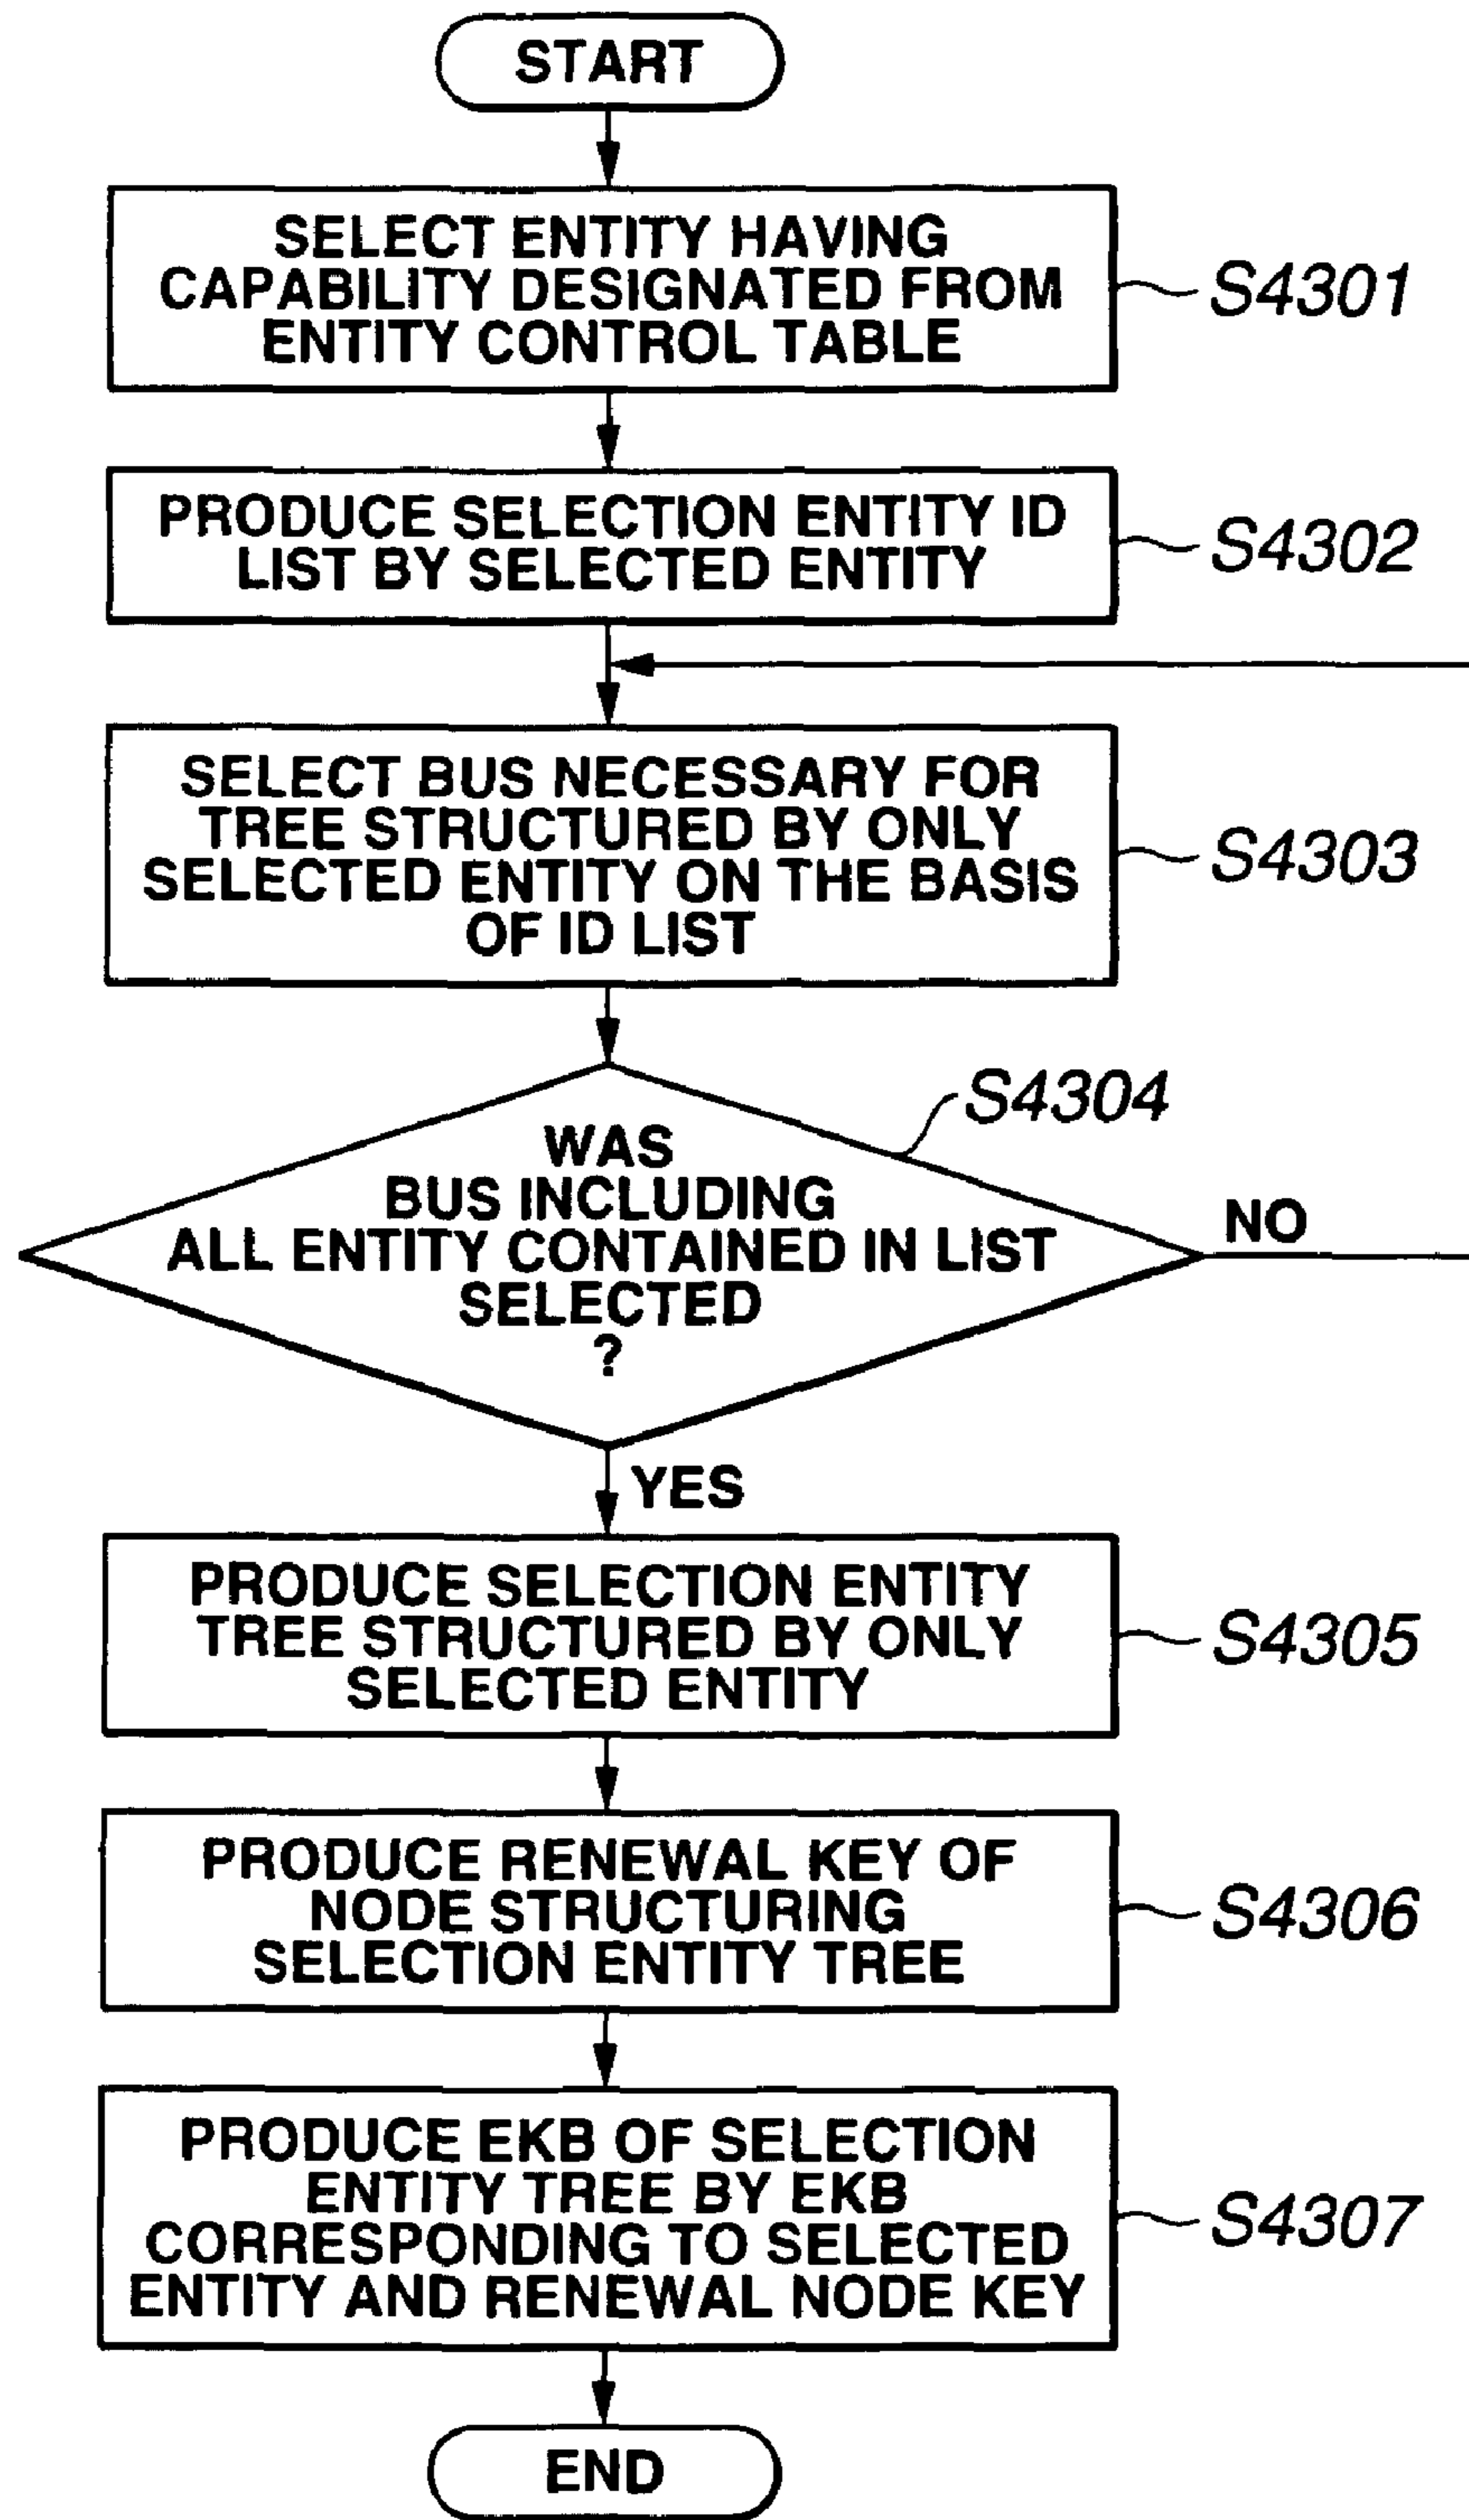 START
SELECT ENTITY HAVING
CAPABILITY DESIGNATED FROM
ENTITY CONTROL TABLE
S4301
PRODUCE SELECTION ENTITY ID
LIST BY SELECTED ENTITY
S4302
SELECT BUS NECESSARY FOR
TREE STRUCTURED BY ONLY
SELECTED ENTITY ON THE BASIS
OF ID LIST
S4303
S4304
WAS
BUS INCLUDING
ALL ENTITY CONTAINED IN LIST
SELECTED
?
NO
YES
PRODUCE SELECTION ENTITY
TREE STRUCTURED BY ONLY
SELECTED ENTITY
S4305
PRODUCE RENEWAL KEY OF
NODE STRUCTURING
SELECTION ENTITY TREE
S4306
PRODUCE EKB OF SELECTION
ENTITY TREE BY EKB
CORRESPONDING TO SELECTED
ENTITY AND RENEWAL NODE KEY
S4307
END